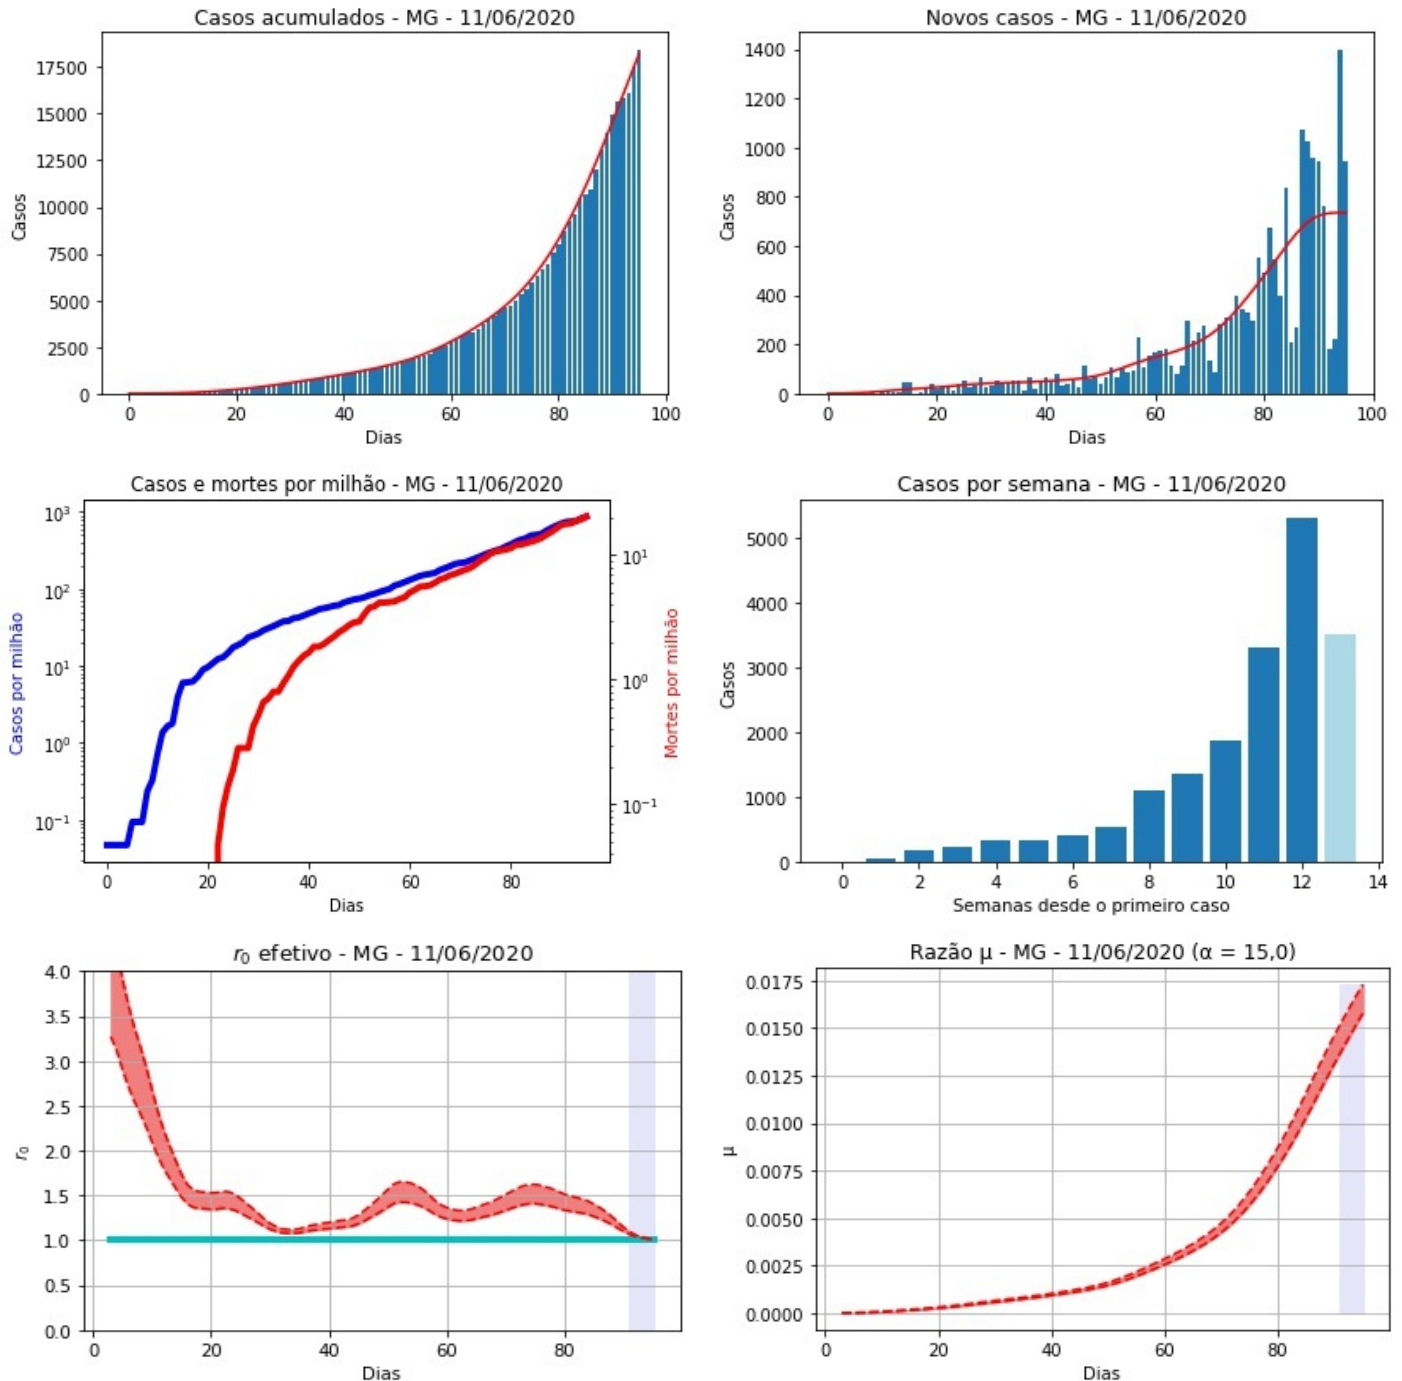 Casos acumulados - MG - 11/06/2020
17500
15000
12500
10000
7500
5000
2500
0
Casos
0 20 40 60 80 100
Dias
Novos casos - MG - 11/06/2020
1400
1200
1000
800
600
400
200
0
Casos
0 20 40 60 80 100
Dias
Casos e mortes por milhão - MG - 11/06/2020
10³
10²
10¹
10⁰
10⁻¹
Casos por milhão
10¹
10⁰
10⁻¹
Mortes por milhão
0 20 40 60 80
Dias
Casos por semana - MG - 11/06/2020
5000
4000
3000
2000
1000
0
Casos
0 2 4 6 8 10 12 14
Semanas desde o primeiro caso
r₀ efetivo - MG - 11/06/2020
4.0
3.5
3.0
2.5
2.0
1.5
1.0
0.5
0.0
r₀
0 20 40 60 80
Dias
Razão μ - MG - 11/06/2020 (α = 15,0)
0.0175
0.0150
0.0125
0.0100
0.0075
0.0050
0.0025
0.0000
μ
0 20 40 60 80
Dias